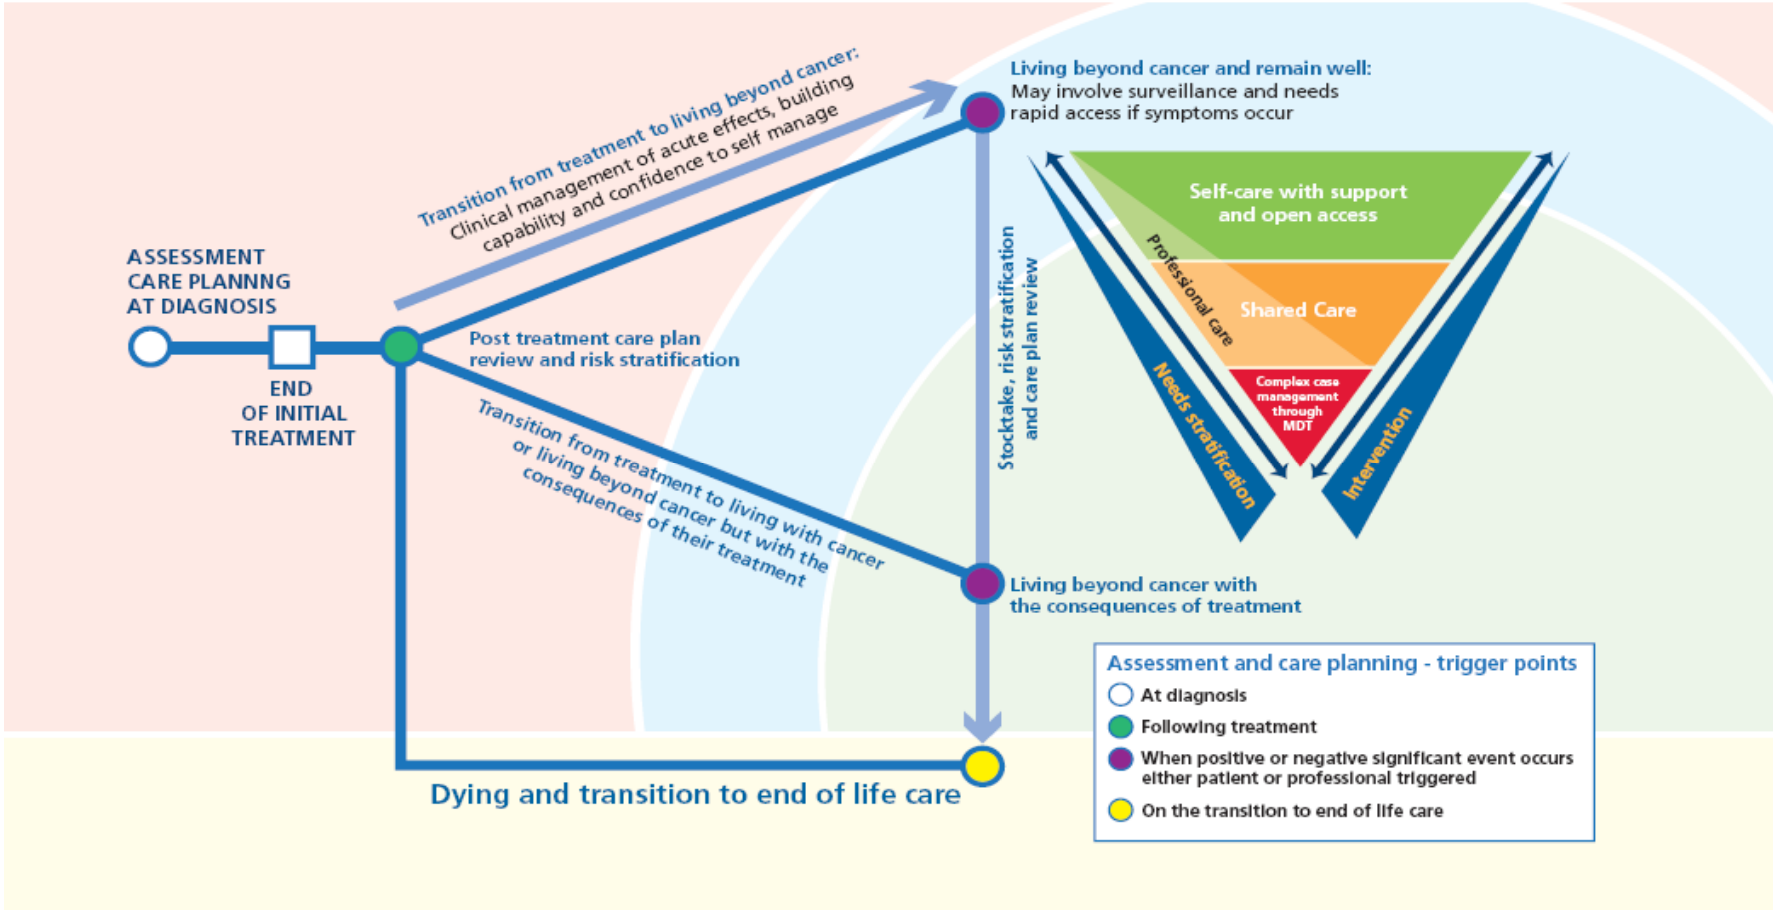 Transition from treatment to living beyond cancer:
Clinical management of acute effects, building
capability and confidence to self manage
Living beyond cancer and remain well:
May involve surveillance and needs
rapid access if symptoms occur
ASSESSMENT
CARE PLANNNG
AT DIAGNOSIS
END
OF INITIAL
TREATMENT
Post treatment care plan
review and risk stratification
Transition from treatment to living with cancer
or living beyond cancer but with the
consequences of their treatment
Stocktake, risk stratification
and care plan review
Self-care with support
and open access
Professional care
Shared Care
Complex case
management
through
MDT
Needs stratification
Intervention
Living beyond cancer with
the consequences of treatment
Dying and transition to end of life care
Assessment and care planning - trigger points
At diagnosis
Following treatment
When positive or negative significant event occurs
either patient or professional triggered
On the transition to end of life care